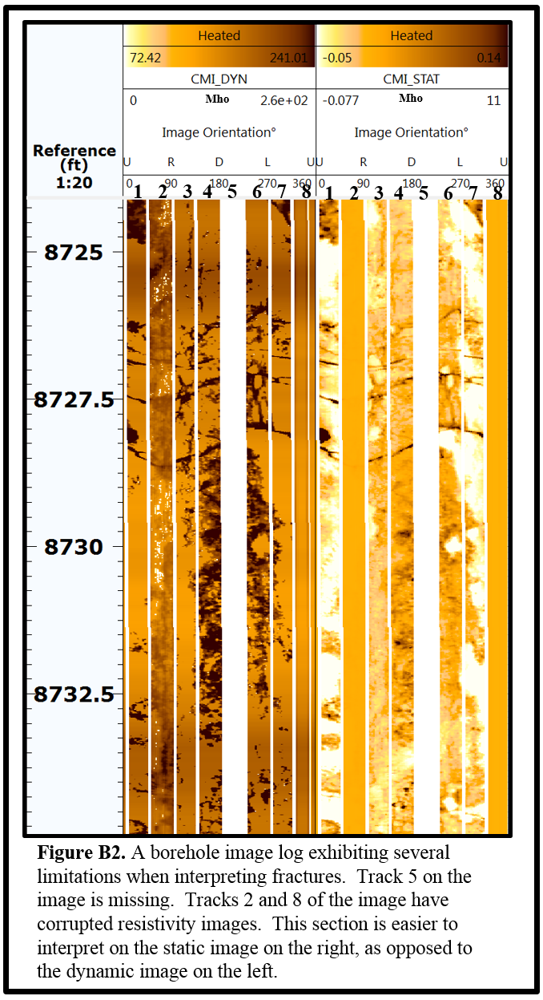 Heated Heated
72.42 241.01 -0.05 0.14
CMI_DYN CMI_STAT
0 Mho 2.6e+02 -0.077 Mho 11
Image Orientation° Image Orientation°
Reference
(ft)
1:20
U R D L U U R D L U
0 90 180 270 360 0 90 180 270 360
1 2 3 4 5 6 7 8 1 2 3 4 5 6 7 8
8725
8727.5
8730
8732.5
Figure B2. A borehole image log exhibiting several
limitations when interpreting fractures. Track 5 on the
image is missing. Tracks 2 and 8 of the image have
corrupted resistivity images. This section is easier to
interpret on the static image on the right, as opposed to
the dynamic image on the left.